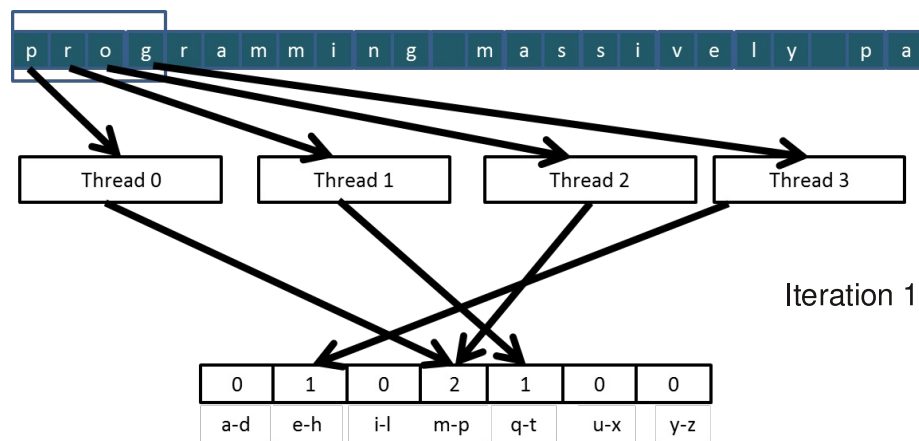 p r o g r a m m i n g m a s s i v e l y p a
Thread 0 Thread 1 Thread 2 Thread 3
Iteration 1
0 1 0 2 1 0 0
a-d e-h i-l m-p q-t u-x y-z